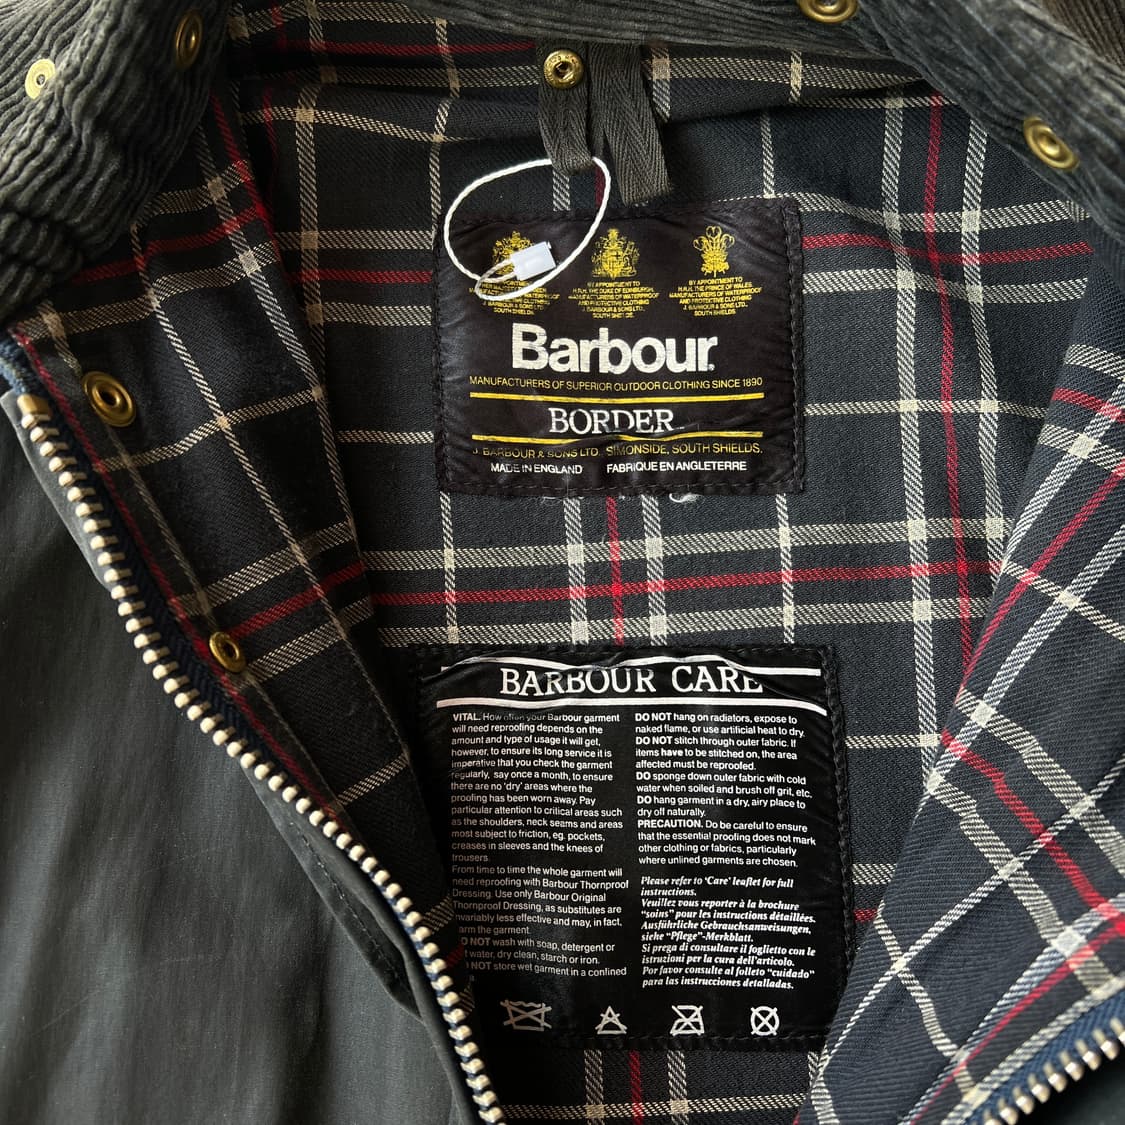 BY APPOINTMENT TO
H.R.H. THE DUKE OF EDINBURGH
MANUFACTURERS OF WATERPROOF
AND PROTECTIVE CLOTHING
J. BARBOUR & SONS LTD.
SOUTH SHIELDS.
BY APPOINTMENT TO
H.R.H. THE PRINCE OF WALES
MANUFACTURERS OF WATERPROOF
AND PROTECTIVE CLOTHING
J. BARBOUR & SONS LTD.
SOUTH SHIELDS
Barbour
MANUFACTURERS OF SUPERIOR OUTDOOR CLOTHING SINCE 1890
BORDER
J. BARBOUR & SONS LTD. SIMONSIDE, SOUTH SHIELDS.
MADE IN ENGLAND FABRIQUE EN ANGLETERRE
BARBOUR CARE
VITAL. How often your Barbour garment
will need reproofing depends on the
amount and type of usage it will get,
however, to ensure its long service it is
imperative that you check the garment
regularly, say once a month, to ensure
there are no 'dry' areas where the
proofing has been worn away. Pay
particular attention to critical areas such
as the shoulders, neck seams and areas
most subject to friction, eg. pockets,
creases in sleeves and the knees of
trousers.
From time to time the whole garment will
need reproofing with Barbour Thornproof
Dressing. Use only Barbour Original
Thornproof Dressing, as substitutes are
invariably less effective and may, in fact,
harm the garment.
DO NOT wash with soap, detergent or
water, dry clean, starch or iron.
NOT store wet garment in a confined
DO NOT hang on radiators, expose to
naked flame, or use artificial heat to dry.
DO NOT stitch through outer fabric. If
items have to be stitched on, the area
affected must be reproofed.
DO sponge down outer fabric with cold
water when soiled and brush off grit, etc.
DO hang garment in a dry, airy place to
dry off naturally.
PRECAUTION. Do be careful to ensure
that the essential proofing does not mark
other clothing or fabrics, particularly
where unlined garments are chosen.
Please refer to 'Care' leaflet for full
instructions.
Veuillez vous reporter à la brochure
"soins" pour les instructions détaillées.
Ausführliche Gebrauchsanweisungen,
siehe "Pflege"-Merkblatt.
Si prega di consultare il foglietto con le
istruzioni per la cura dell'articolo.
Por favor consulte al folleto "cuidado"
para las instrucciones detalladas.